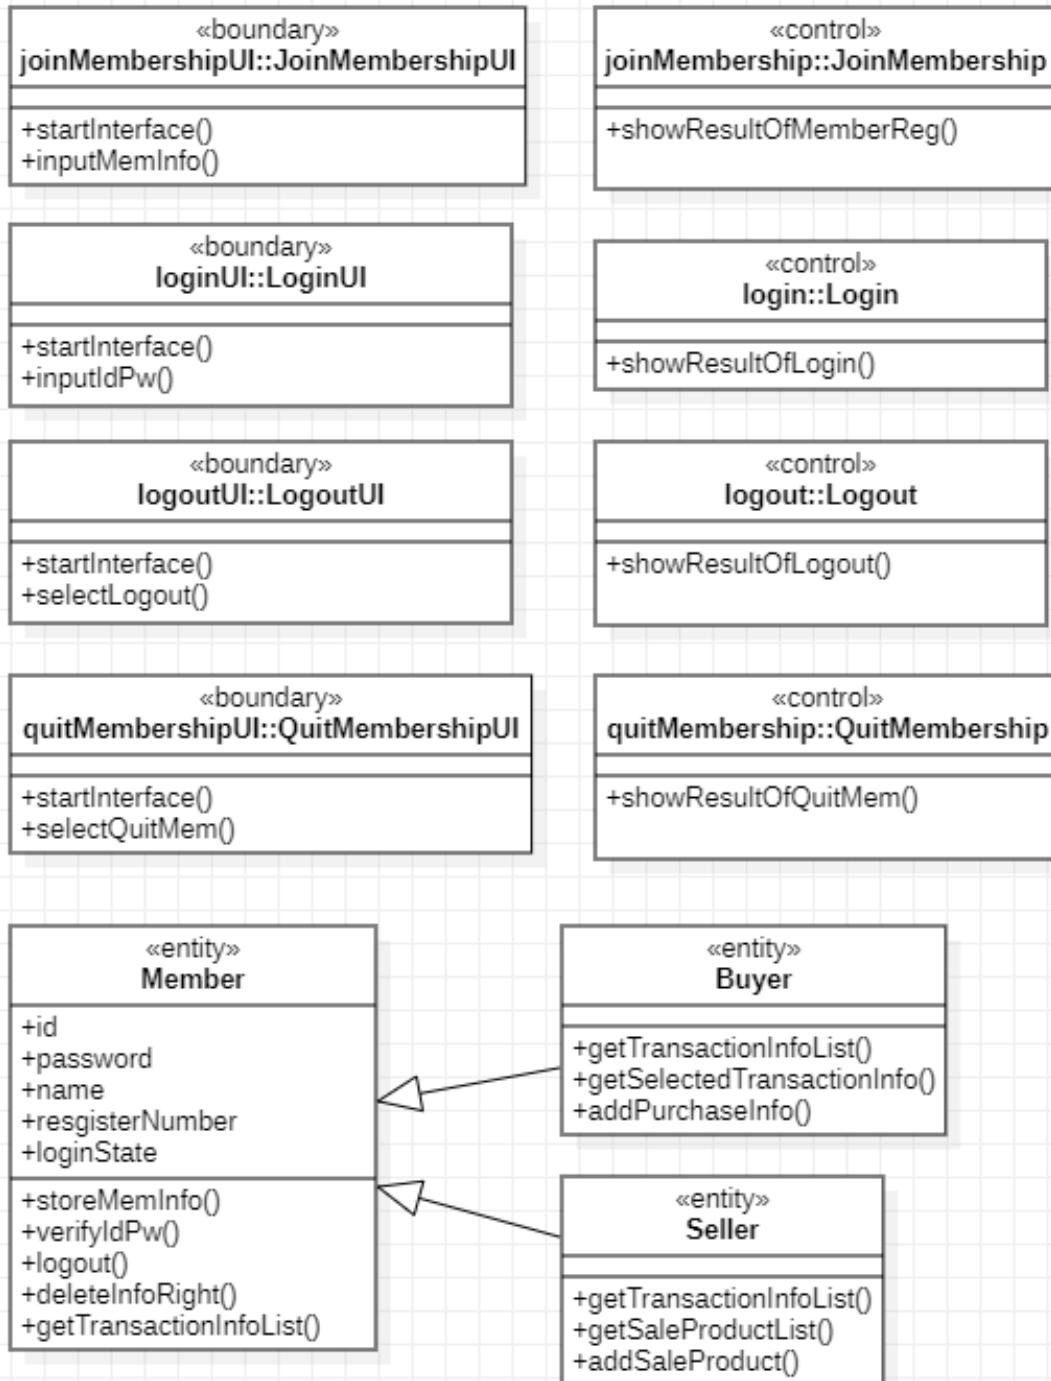 «boundary»
joinMembershipUI::JoinMembershipUI
+startInterface()
+inputMemInfo()
«control»
joinMembership::JoinMembership
+showResultOfMemberReg()
«boundary»
loginUI::LoginUI
+startInterface()
+inputIdPw()
«control»
login::Login
+showResultOfLogin()
«boundary»
logoutUI::LogoutUI
+startInterface()
+selectLogout()
«control»
logout::Logout
+showResultOfLogout()
«boundary»
quitMembershipUI::QuitMembershipUI
+startInterface()
+selectQuitMem()
«control»
quitMembership::QuitMembership
+showResultOfQuitMem()
«entity»
Member
+id
+password
+name
+resgisterNumber
+loginState
+storeMemInfo()
+verifyIdPw()
+logout()
+deleteInfoRight()
+getTransactionInfoList()
«entity»
Buyer
+getTransactionInfoList()
+getSelectedTransactionInfo()
+addPurchaseInfo()
«entity»
Seller
+getTransactionInfoList()
+getSaleProductList()
+addSaleProduct()